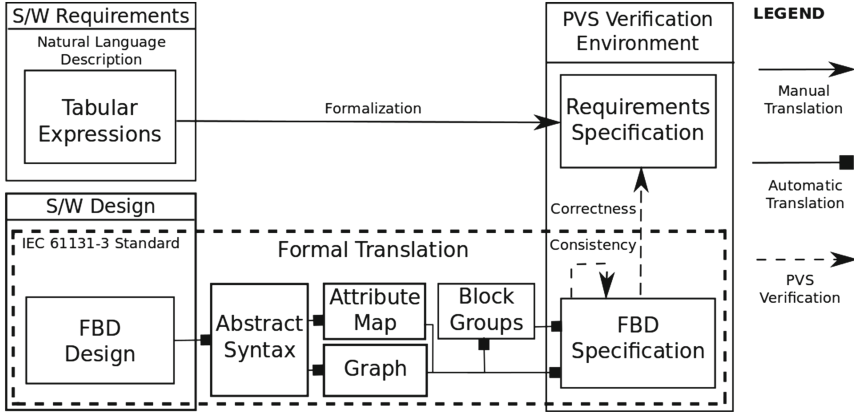 S/W Requirements
Natural Language
Description
Tabular
Expressions
Formalization
PVS Verification
Environment
Requirements
Specification
LEGEND
Manual
Translation
Automatic
Translation
PVS
Verification
S/W Design
IEC 61131-3 Standard
Formal Translation
Correctness
Consistency
FBD
Design
Abstract
Syntax
Attribute
Map
Graph
Block
Groups
FBD
Specification